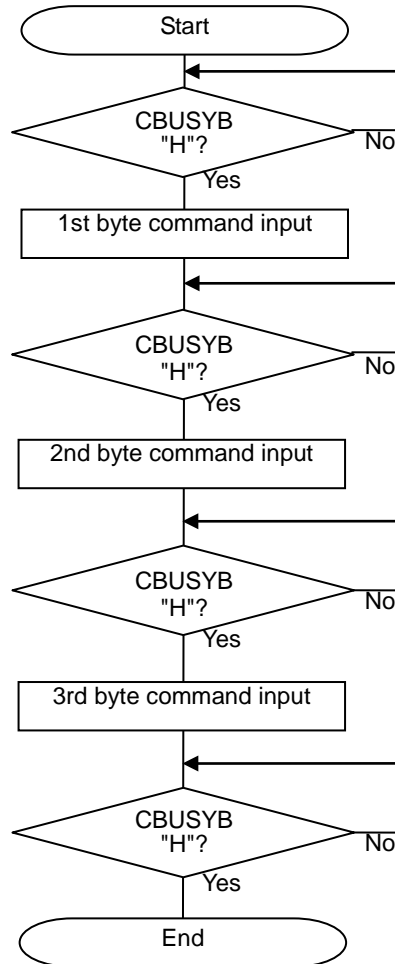 Start
CBUSYB
"H"?
No
Yes
1st byte command input
CBUSYB
"H"?
No
Yes
2nd byte command input
CBUSYB
"H"?
No
Yes
3rd byte command input
CBUSYB
"H"?
No
Yes
End